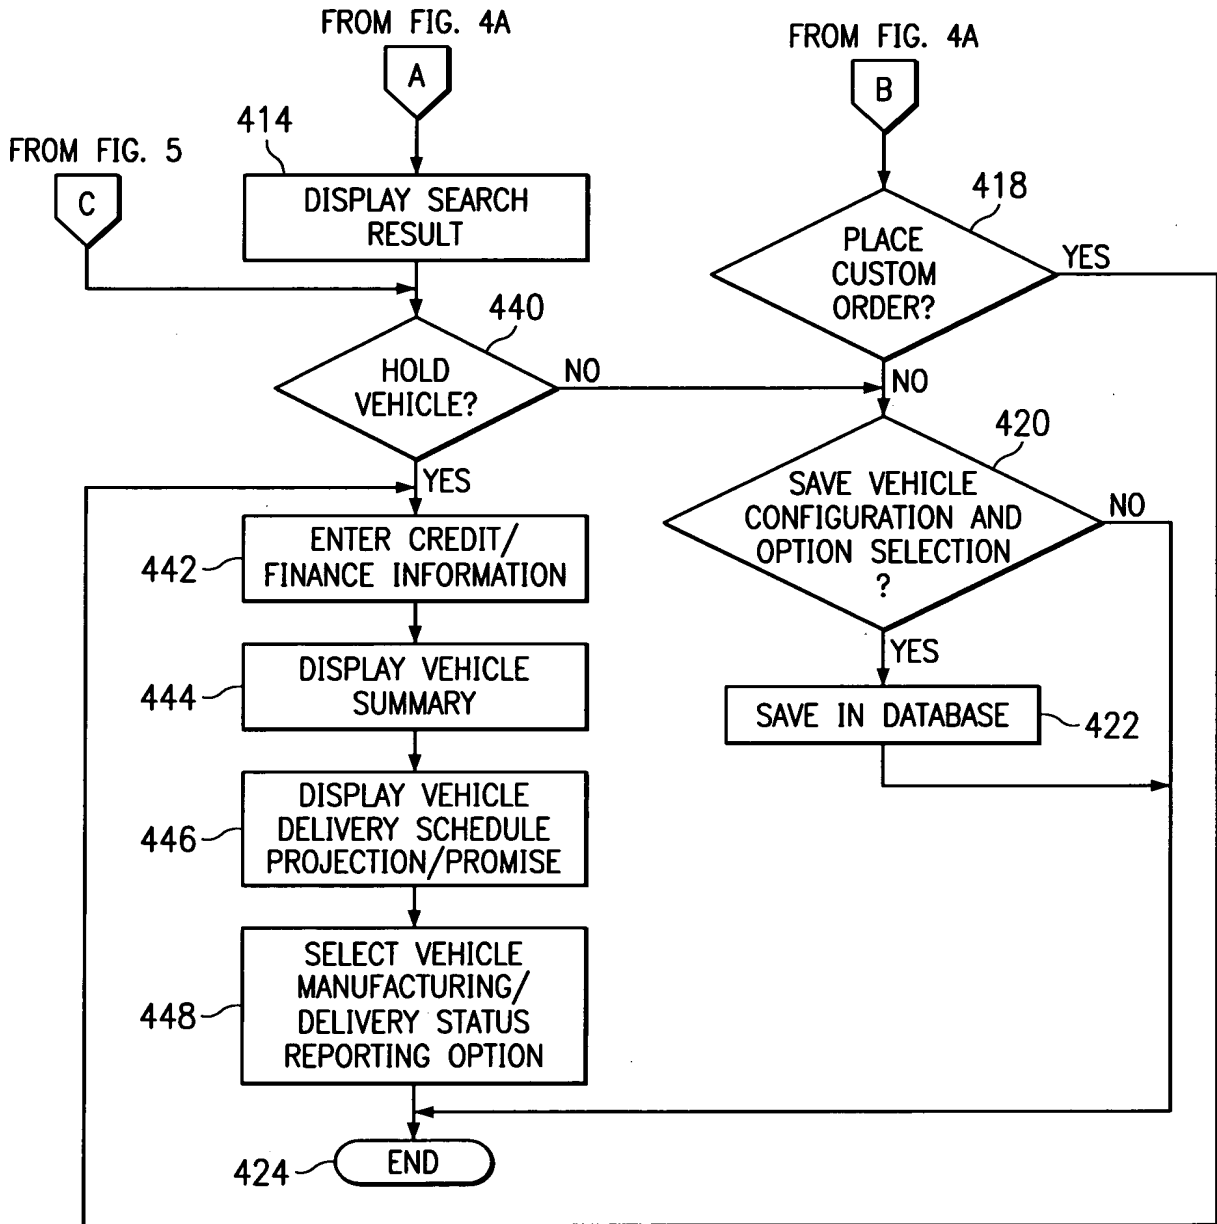 FROM FIG. 4A
A
FROM FIG. 4A
B
414
FROM FIG. 5
C
DISPLAY SEARCH
RESULT
418
PLACE
CUSTOM
ORDER?
YES
NO
440
HOLD
VEHICLE?
NO
YES
420
SAVE VEHICLE
CONFIGURATION AND
OPTION SELECTION
?
NO
YES
442
ENTER CREDIT/
FINANCE INFORMATION
444
DISPLAY VEHICLE
SUMMARY
SAVE IN DATABASE
422
446
DISPLAY VEHICLE
DELIVERY SCHEDULE
PROJECTION/PROMISE
448
SELECT VEHICLE
MANUFACTURING/
DELIVERY STATUS
REPORTING OPTION
424
END